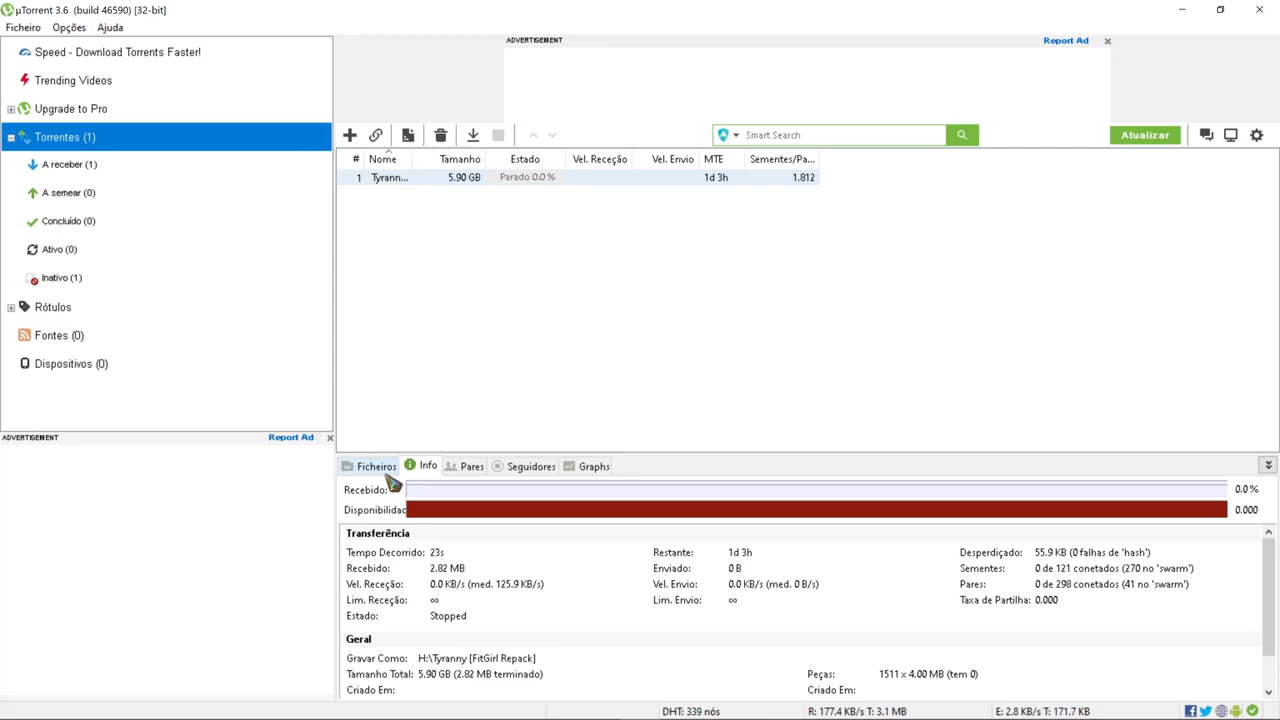 µTorrent 3.6 (build 46590) [32-bit]
Ficheiro Opções Ajuda
Speed - Download Torrents Faster!
Trending Videos
Upgrade to Pro
Torrentes (1)
A receber (1)
A semear (0)
Concluído (0)
Ativo (0)
Inativo (1)
Rótulos
Fontes (0)
Dispositivos (0)
ADVERTISEMENT Report Ad
ADVERTISEMENT Report Ad
Smart Search Atualizar
# Nome Tamanho Estado Vel. Receção Vel. Envio MTE Sementes/Pa...
1 Tyrann... 5.90 GB Parado 0.0 % 1d 3h 1.812
Ficheiros Info Pares Seguidores Graphs
Recebido: 0.0 %
Disponibilidad 0.000
Transferência
Tempo Decorrido: 23s Restante: 1d 3h Desperdiçado: 55.9 KB (0 falhas de 'hash')
Recebido: 2.82 MB Enviado: 0 B Sementes: 0 de 121 conetados (270 no 'swarm')
Vel. Receção: 0.0 KB/s (med. 125.9 KB/s) Vel. Envio: 0.0 KB/s (med. 0 B/s) Pares: 0 de 298 conetados (41 no 'swarm')
Lim. Receção: ∞ Lim. Envio: ∞ Taxa de Partilha: 0.000
Estado: Stopped
Geral
Gravar Como: H:\Tyranny [FitGirl Repack]
Tamanho Total: 5.90 GB (2.82 MB terminado) Peças: 1511 x 4.00 MB (tem 0)
Criado Em: Criado Em:
DHT: 339 nós R: 177.4 KB/s T: 3.1 MB E: 2.8 KB/s T: 171.7 KB